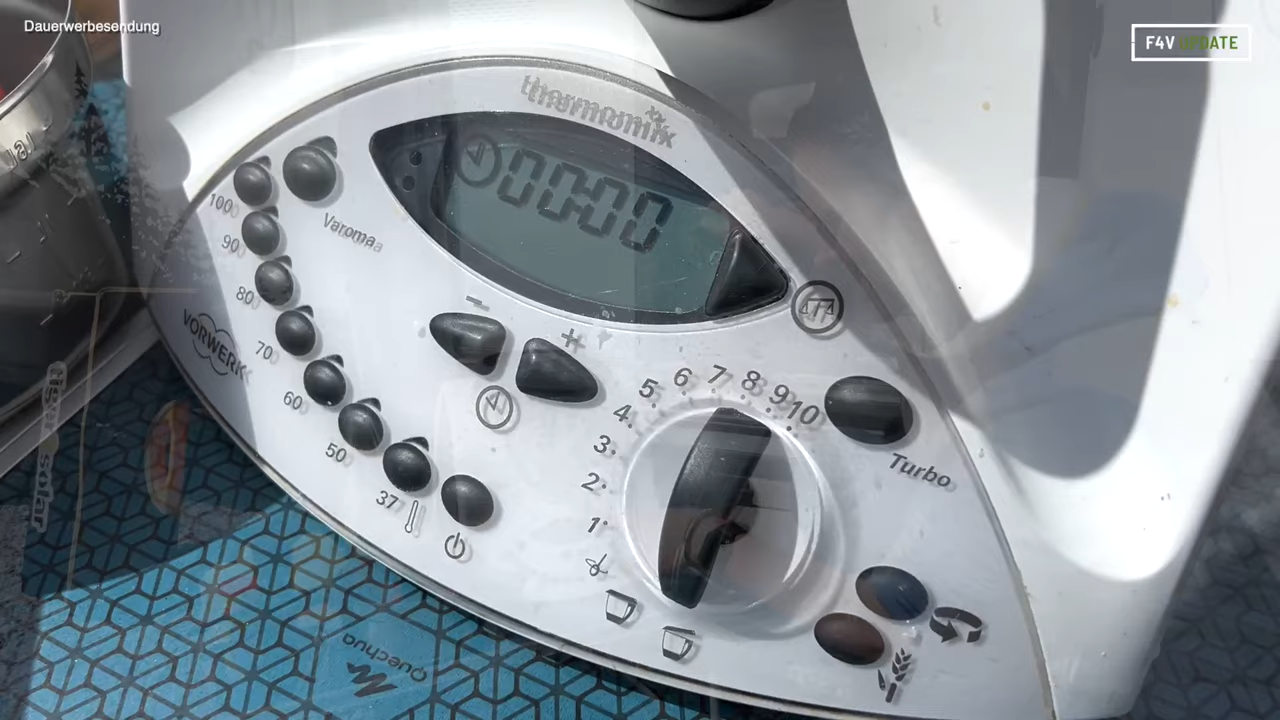 Dauerwerbesendung
F4V UPDATE
thermomix
00:00
Varoma
100
90
80
70
60
50
37
VORWERK
-
+
1
2
3
4
5
6
7
8
9
10
Turbo
solar
Quechua